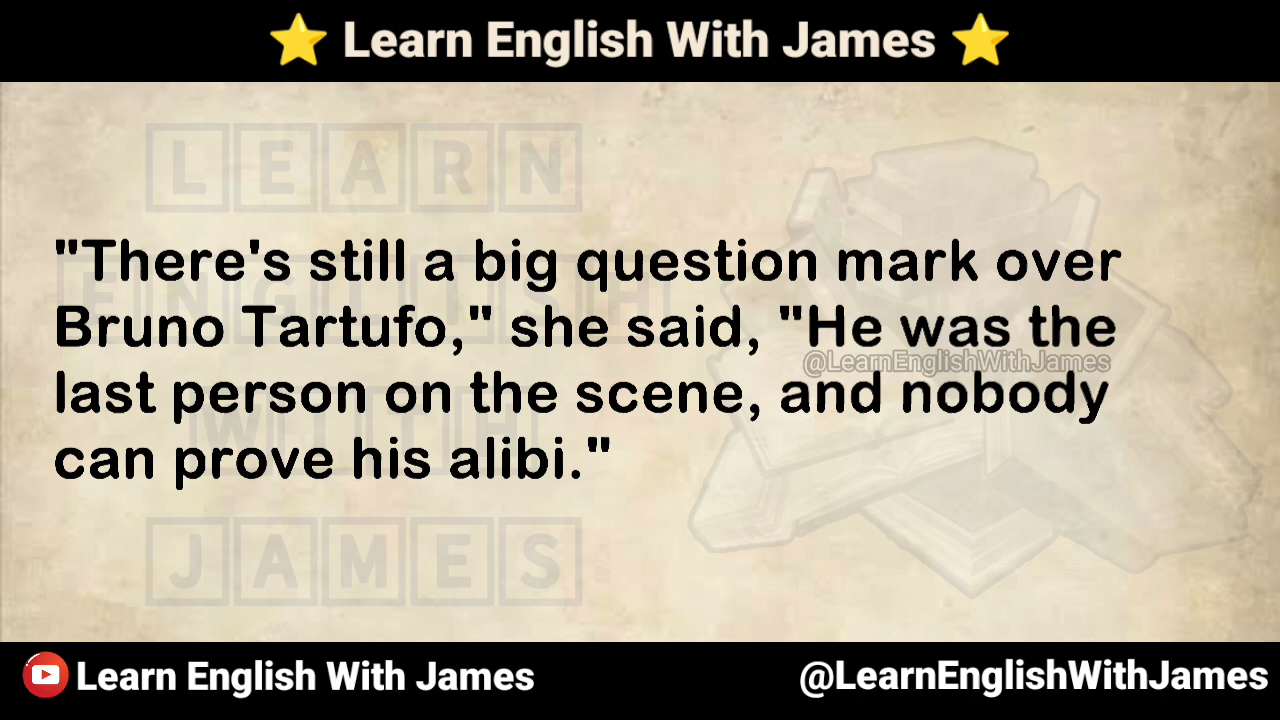 ⭐ Learn English With James ⭐
LEARN
ENGLISH
"There's still a big question mark over
Bruno Tartufo," she said, "He was the
@LearnEnglishWithJames
last person on the scene, and nobody
WITH
can prove his alibi."
JAMES
Learn English With James
@LearnEnglishWithJames